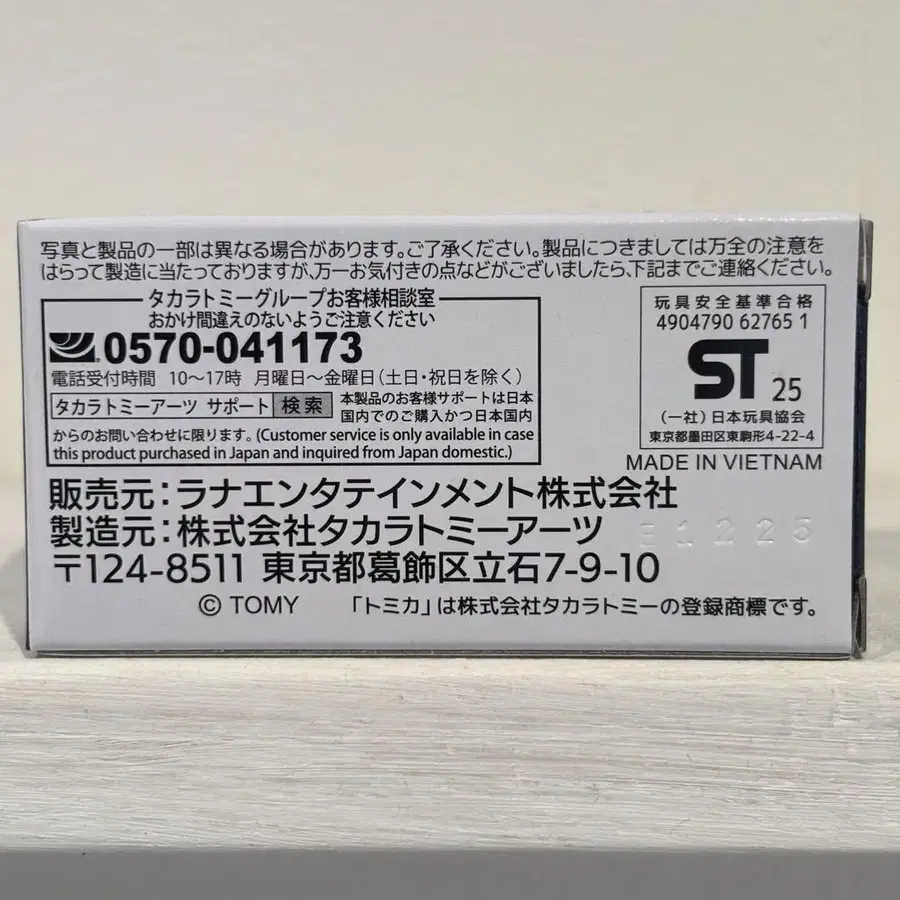 写真と製品の一部は異なる場合があります。ご了承ください。製品につきましては万全の注意を
はらって製造に当たっておりますが、万一お気付きの点などがございましたら、下記までご連絡ください。
タカラトミーグループお客様相談室
おかけ間違えのないようご注意ください
0570-041173
電話受付時間 10〜17時 月曜日〜金曜日（土日・祝日を除く）
タカラトミーアーツ サポート 検索
本製品のお客様サポートは日本
国内でのご購入かつ日本国内
からのお問い合わせに限ります。(Customer service is only available in case
this product purchased in Japan and inquired from Japan domestic.)
玩具安全基準合格
4904790 62765 1
ST 25
（一社）日本玩具協会
東京都墨田区東駒形4-22-4
MADE IN VIETNAM
販売元：ラナエンタテインメント株式会社
製造元：株式会社タカラトミーアーツ
E1225
〒124-8511 東京都葛飾区立石7-9-10
© TOMY 「トミカ」は株式会社タカラトミーの登録商標です。